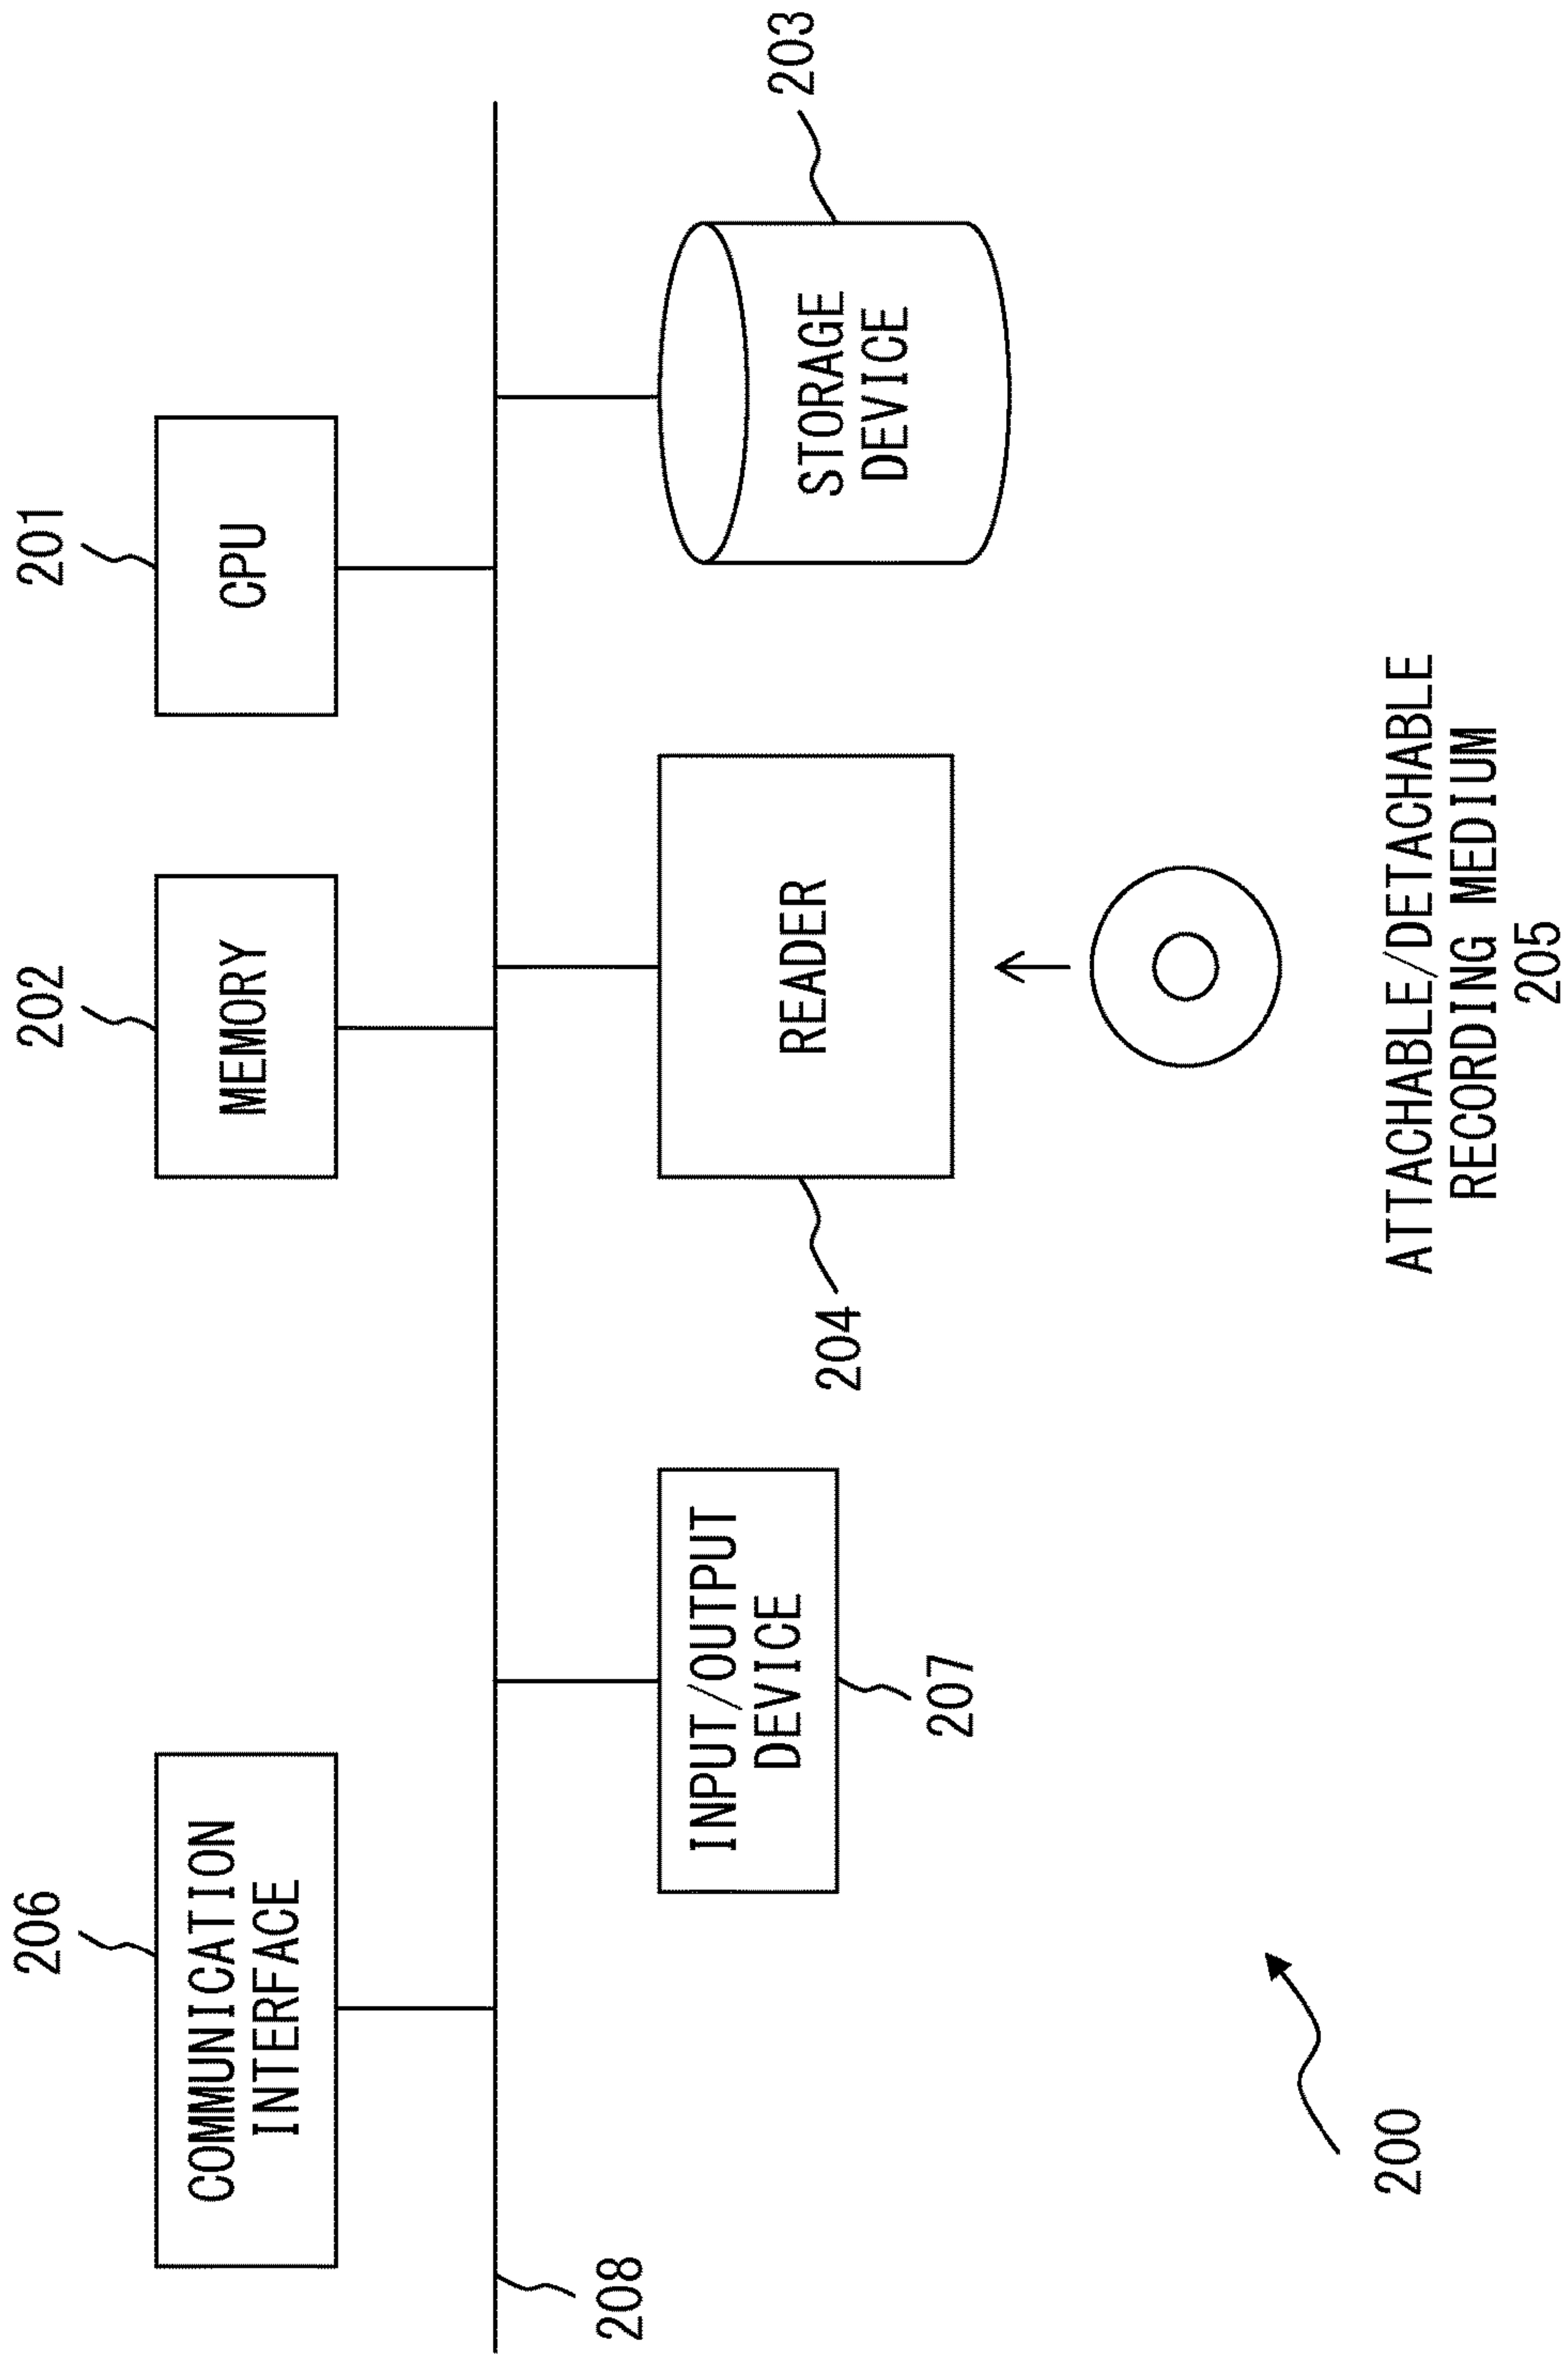 206
COMMUNICATION
INTERFACE
202
MEMORY
201
CPU
208
INPUT/OUTPUT
DEVICE
207
READER
204
STORAGE
DEVICE
203
ATTACHABLE/DETACHABLE
RECORDING MEDIUM
205
200